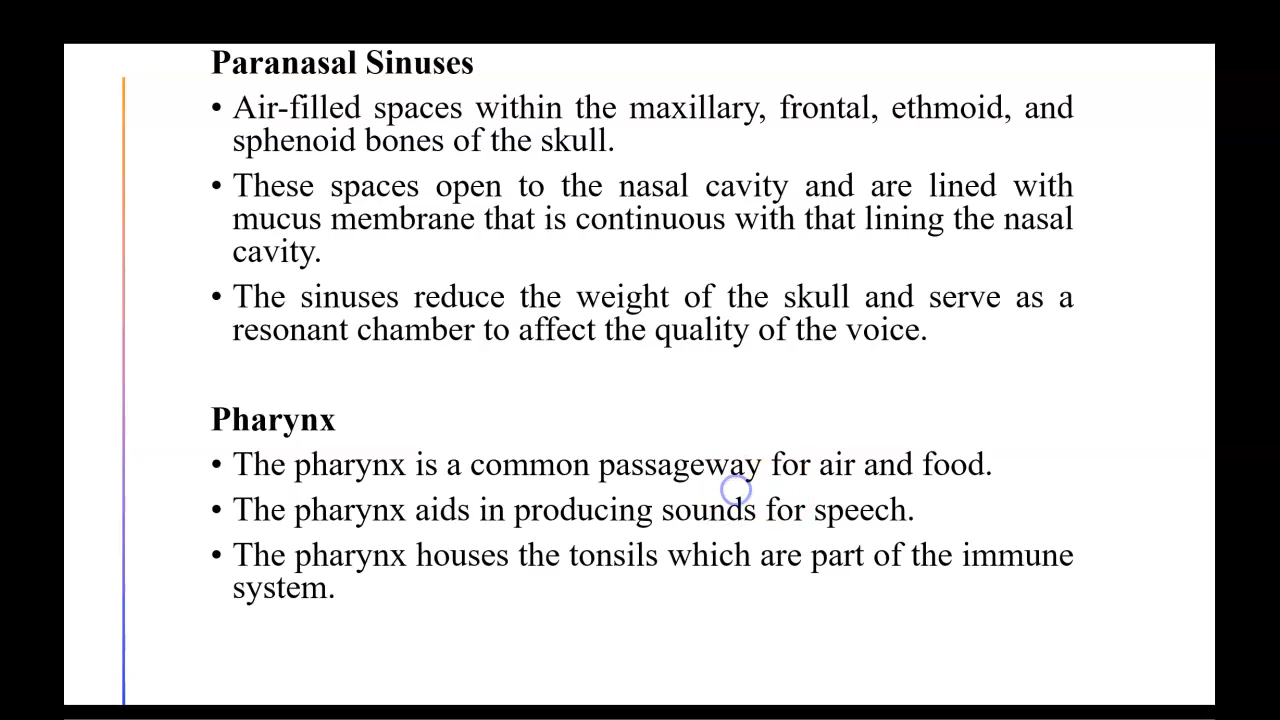 Paranasal Sinuses
• Air-filled spaces within the maxillary, frontal, ethmoid, and
sphenoid bones of the skull.
• These spaces open to the nasal cavity and are lined with
mucus membrane that is continuous with that lining the nasal
cavity.
• The sinuses reduce the weight of the skull and serve as a
resonant chamber to affect the quality of the voice.
Pharynx
• The pharynx is a common passageway for air and food.
• The pharynx aids in producing sounds for speech.
• The pharynx houses the tonsils which are part of the immune
system.